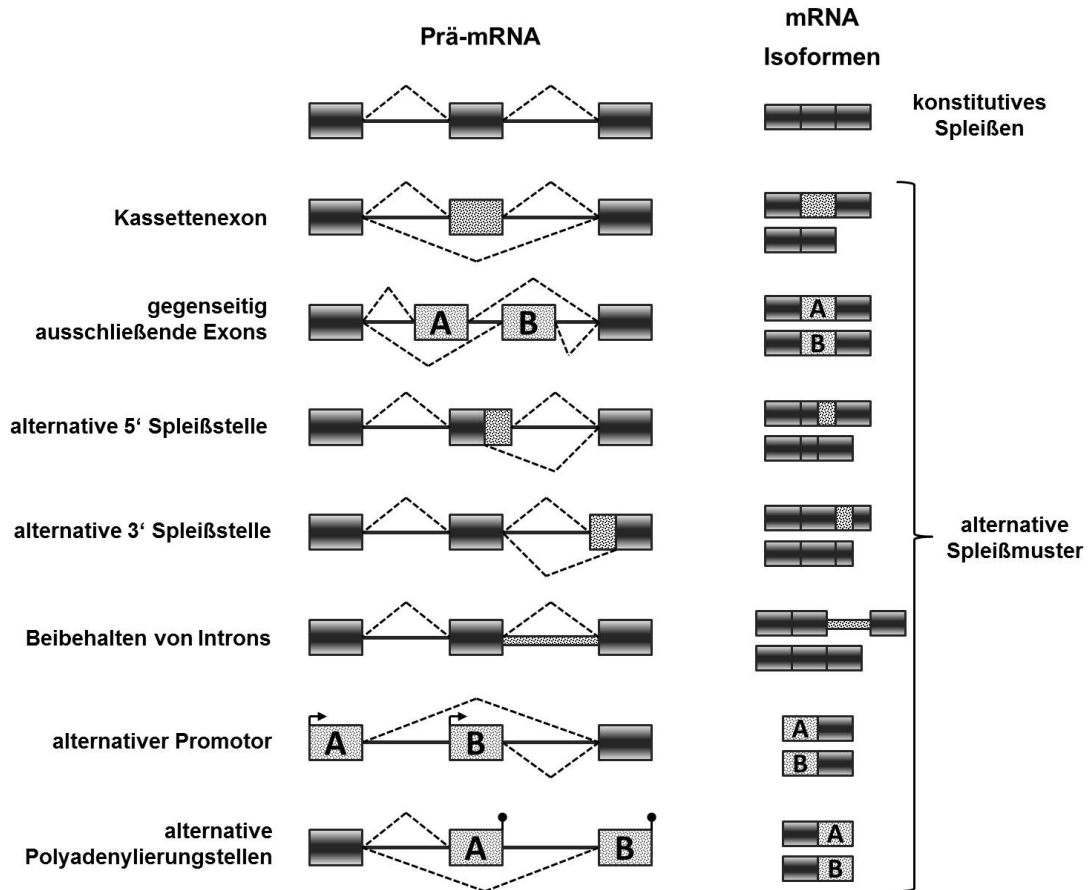 Prä-mRNA
mRNA
Isoformen
konstitutives
Spleißen
Kassettenexon
gegenseitig
ausschließende Exons
A
B
A
B
alternative 5‘ Spleißstelle
alternative 3‘ Spleißstelle
alternative
Spleißmuster
Beibehalten von Introns
alternativer Promotor
A
B
A
B
alternative
Polyadenylierungstellen
A
B
A
B